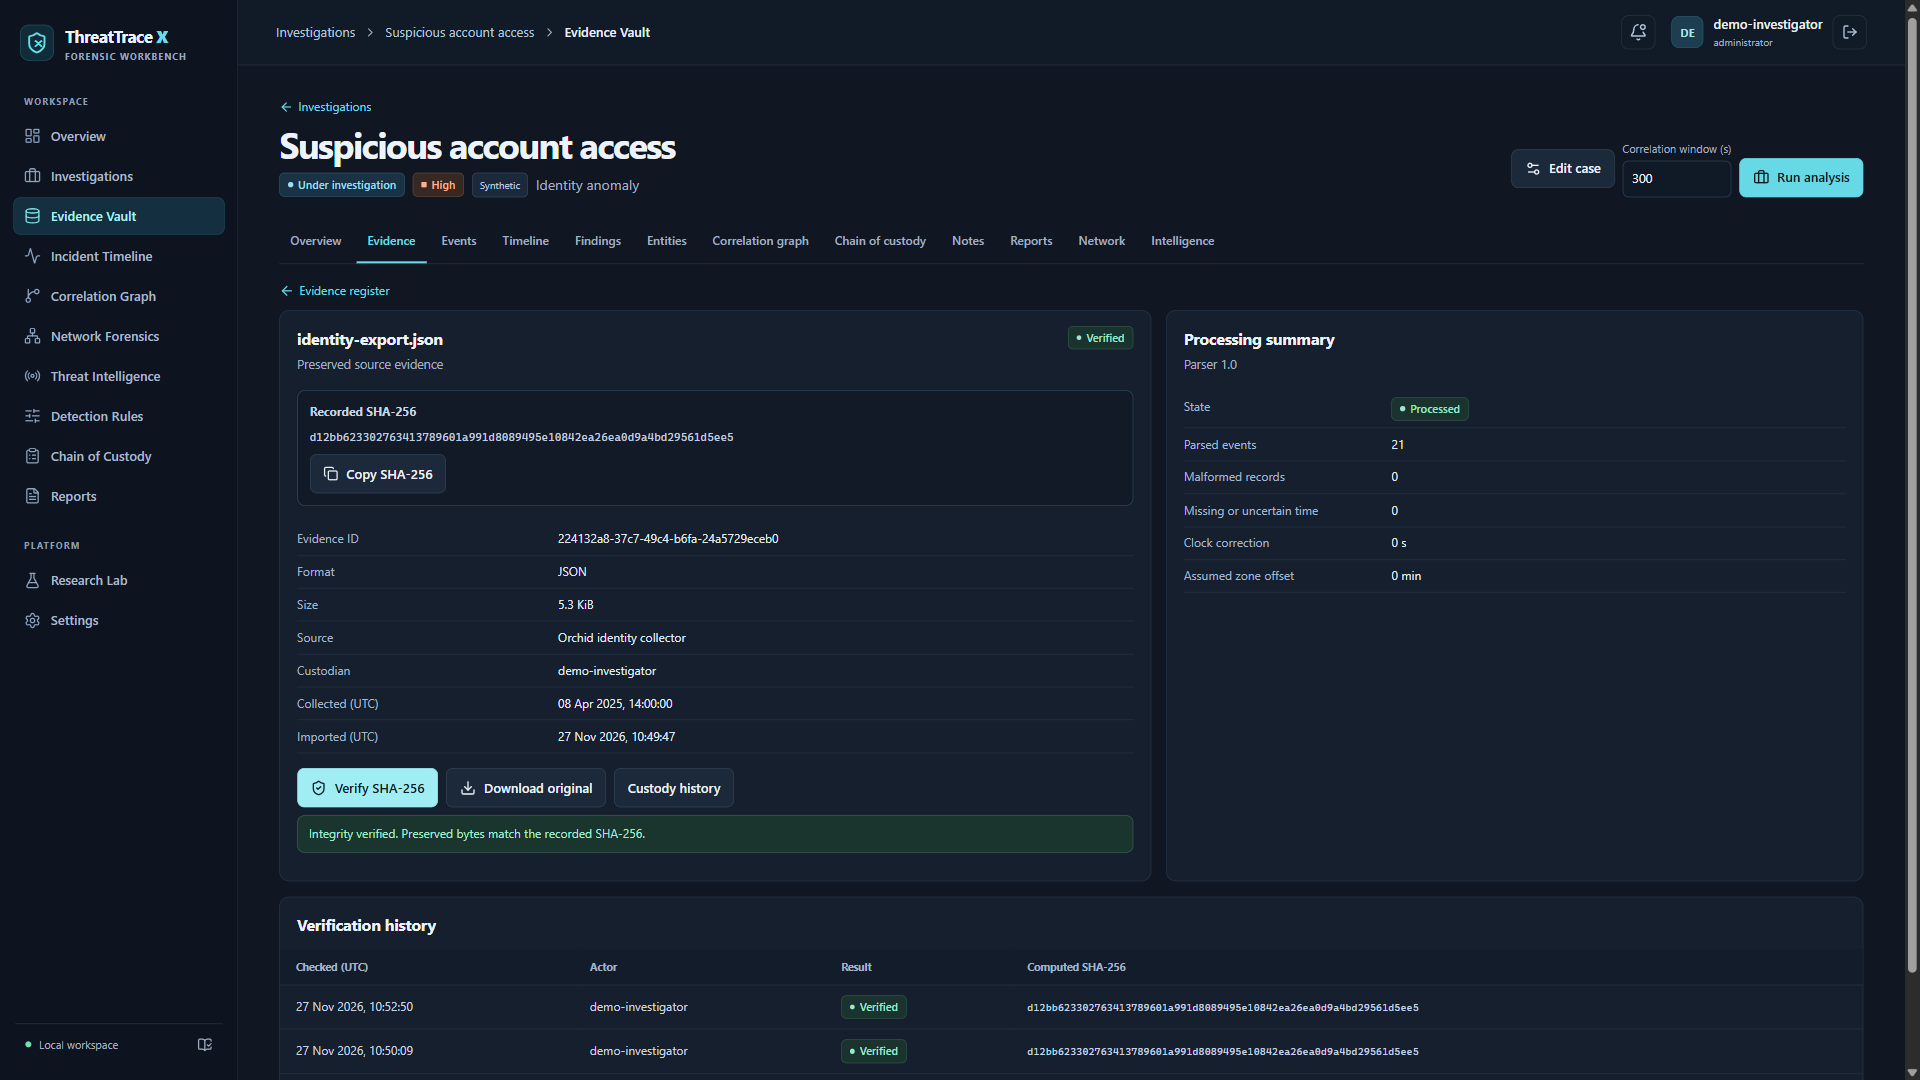 ThreatTrace X
FORENSIC WORKBENCH
WORKSPACE
Overview
Investigations
Evidence Vault
Incident Timeline
Correlation Graph
Network Forensics
Threat Intelligence
Detection Rules
Chain of Custody
Reports
PLATFORM
Research Lab
Settings
Local workspace
Investigations > Suspicious account access > Evidence Vault
DE
demo-investigator
administrator
← Investigations
Suspicious account access
Under investigation High Synthetic Identity anomaly
Edit case
Correlation window (s)
300
Run analysis
Overview Evidence Events Timeline Findings Entities Correlation graph Chain of custody Notes Reports Network Intelligence
← Evidence register
identity-export.json
Verified
Preserved source evidence
Recorded SHA-256
d12bb623302763413789601a991d8089495e10842ea26ea0d9a4bd29561d5ee5
Copy SHA-256
Evidence ID 224132a8-37c7-49c4-b6fa-24a5729eceb0
Format JSON
Size 5.3 KiB
Source Orchid identity collector
Custodian demo-investigator
Collected (UTC) 08 Apr 2025, 14:00:00
Imported (UTC) 27 Nov 2026, 10:49:47
Verify SHA-256 Download original Custody history
Integrity verified. Preserved bytes match the recorded SHA-256.
Processing summary
Parser 1.0
State Processed
Parsed events 21
Malformed records 0
Missing or uncertain time 0
Clock correction 0 s
Assumed zone offset 0 min
Verification history
Checked (UTC) Actor Result Computed SHA-256
27 Nov 2026, 10:52:50 demo-investigator Verified d12bb623302763413789601a991d8089495e10842ea26ea0d9a4bd29561d5ee5
27 Nov 2026, 10:50:09 demo-investigator Verified d12bb623302763413789601a991d8089495e10842ea26ea0d9a4bd29561d5ee5